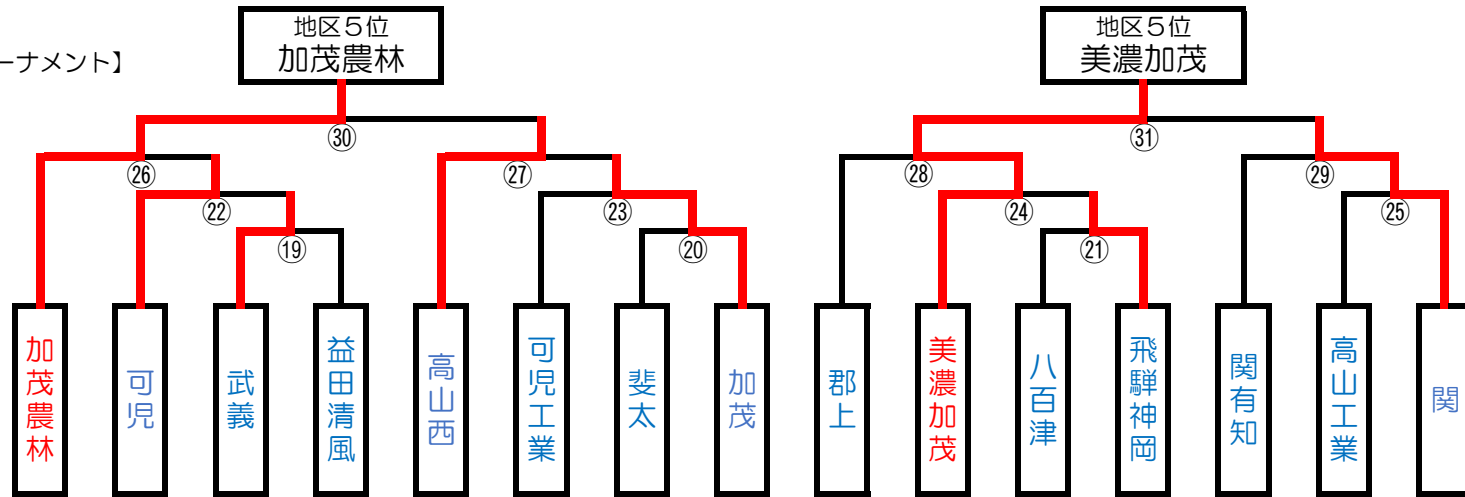 地区５位
加茂農林
地区５位
美濃加茂
ーナメント】
㉚
㉛
㉖
㉗
㉘
㉙
㉒
㉓
㉔
㉕
⑲
⑳
㉑
加茂農林
可児
武義
益田清風
高山西
可児工業
斐太
加茂
郡上
美濃加茂
八百津
飛騨神岡
関有知
高山工業
関